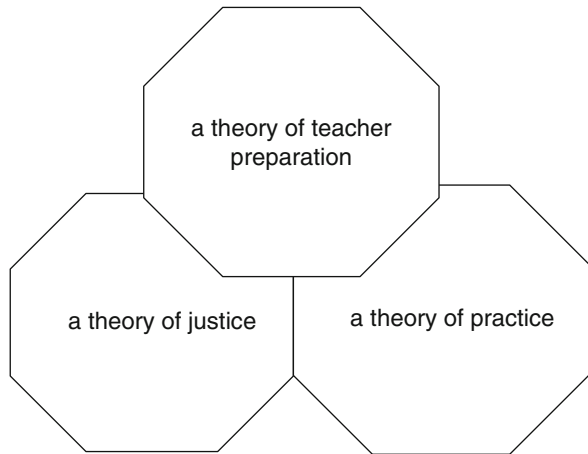 a theory of teacher
preparation
a theory of justice
a theory of practice